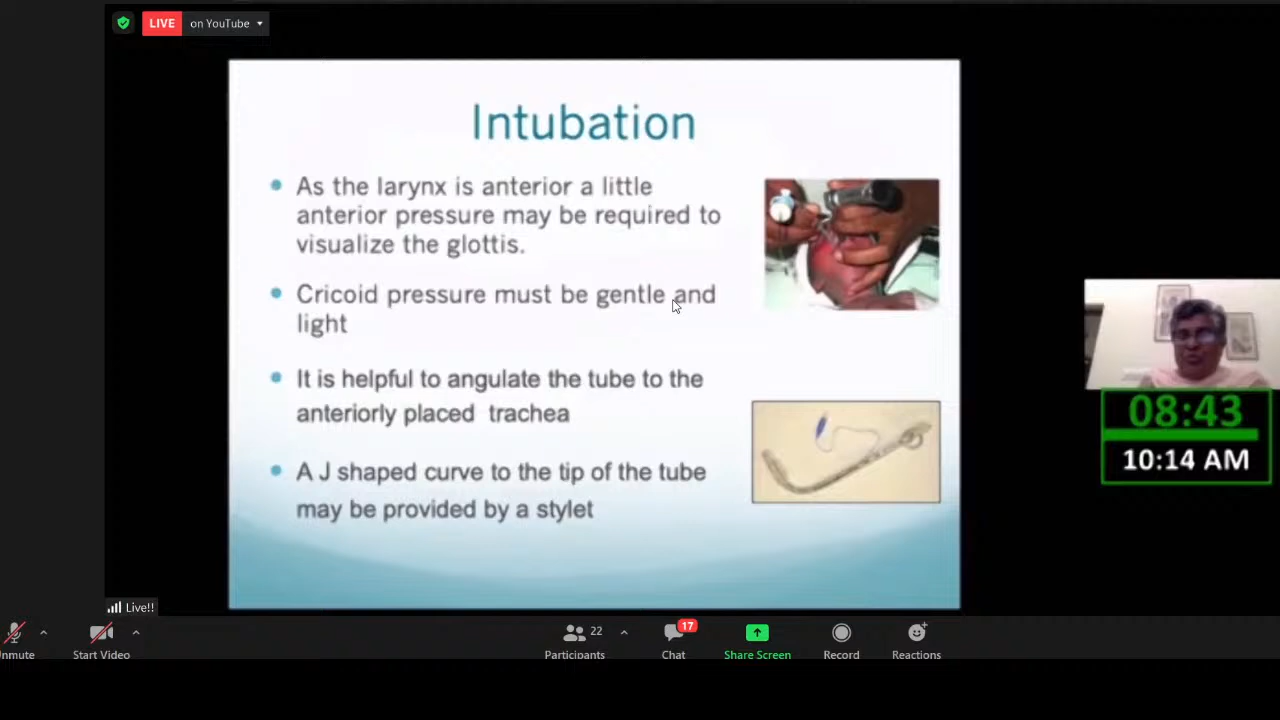 LIVE on YouTube
Intubation
As the larynx is anterior a little
anterior pressure may be required to
visualize the glottis.
Cricoid pressure must be gentle and
light
It is helpful to angulate the tube to the
anteriorly placed trachea
A J shaped curve to the tip of the tube
may be provided by a stylet
08:43
10:14 AM
Live!!
22
17
nmute
Start Video
Participants
Chat
Share Screen
Record
Reactions